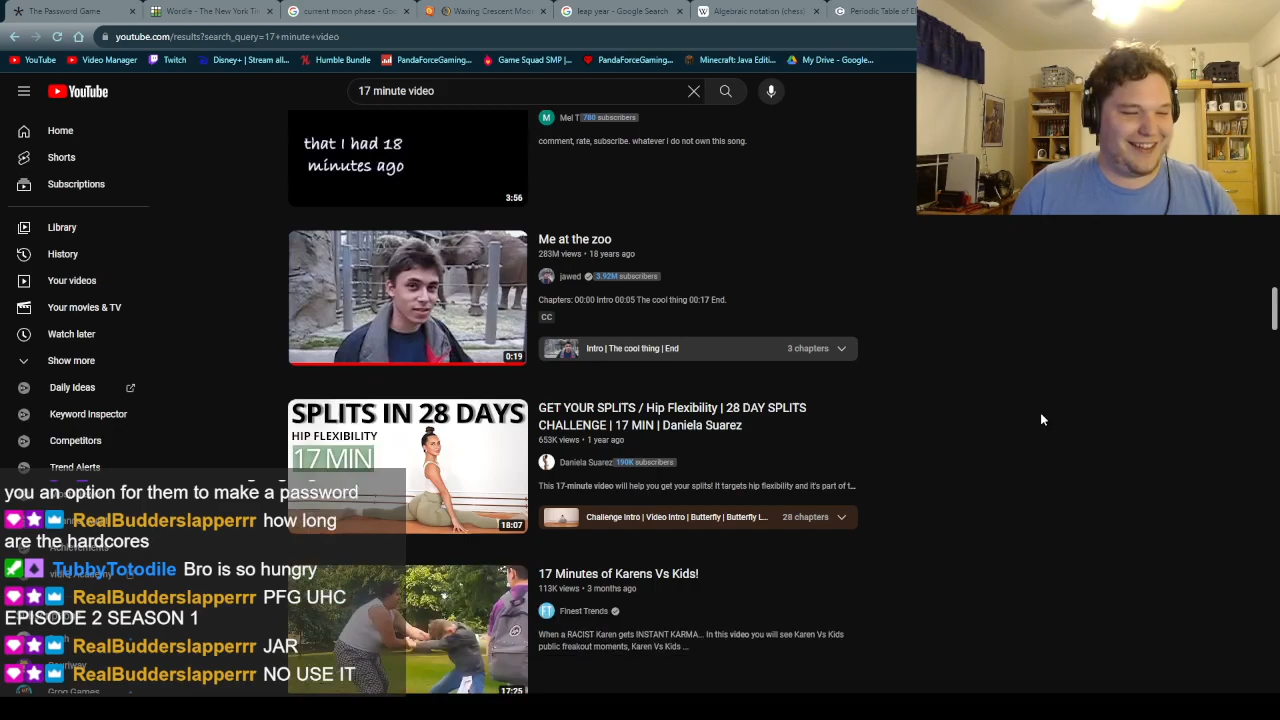 The Password Game
Wordle - The New York Ti
current moon phase - Goo
Waxing Crescent Moon
leap year - Google Search
Algebraic notation (chess)
Periodic Table of El
youtube.com/results?search_query=17+minute+video
YouTube
Video Manager
Twitch
Disney+ | Stream all...
Humble Bundle
PandaForceGaming...
Game Squad SMP |...
PandaForceGaming...
Minecraft: Java Editi...
My Drive - Google...
YouTube
17 minute video
Home
Shorts
Subscriptions
Library
History
Your videos
Your movies & TV
Watch later
Show more
Daily Ideas
Keyword Inspector
Competitors
Trend Alerts
Achievements
Grog Games
that I had 18
minutes ago
3:56
Mel T 780 subscribers
comment, rate, subscribe. whatever i do not own this song.
0:19
Me at the zoo
283M views • 18 years ago
jawed 3.92M subscribers
Chapters: 00:00 Intro 00:05 The cool thing 00:17 End.
CC
Intro | The cool thing | End
3 chapters
SPLITS IN 28 DAYS
HIP FLEXIBILITY
17 MIN
18:07
GET YOUR SPLITS / Hip Flexibility | 28 DAY SPLITS
CHALLENGE | 17 MIN | Daniela Suarez
653K views • 1 year ago
Daniela Suarez 190K subscribers
This 17-minute video will help you get your splits! It targets hip flexibility and it's part of t...
Challenge Intro | Video Intro | Butterfly | Butterfly L...
28 chapters
17:25
17 Minutes of Karens Vs Kids!
113K views • 3 months ago
FT
Finest Trends
When a RACIST Karen gets INSTANT KARMA... In this video you will see Karen Vs Kids
public freakout moments, Karen Vs Kids ...
you an option for them to make a password
RealBudderslapperrr how long
are the hardcores
TubbyTotodile Bro is so hungry
RealBudderslapperrr PFG UHC
EPISODE 2 SEASON 1
RealBudderslapperrr JAR
RealBudderslapperrr NO USE IT